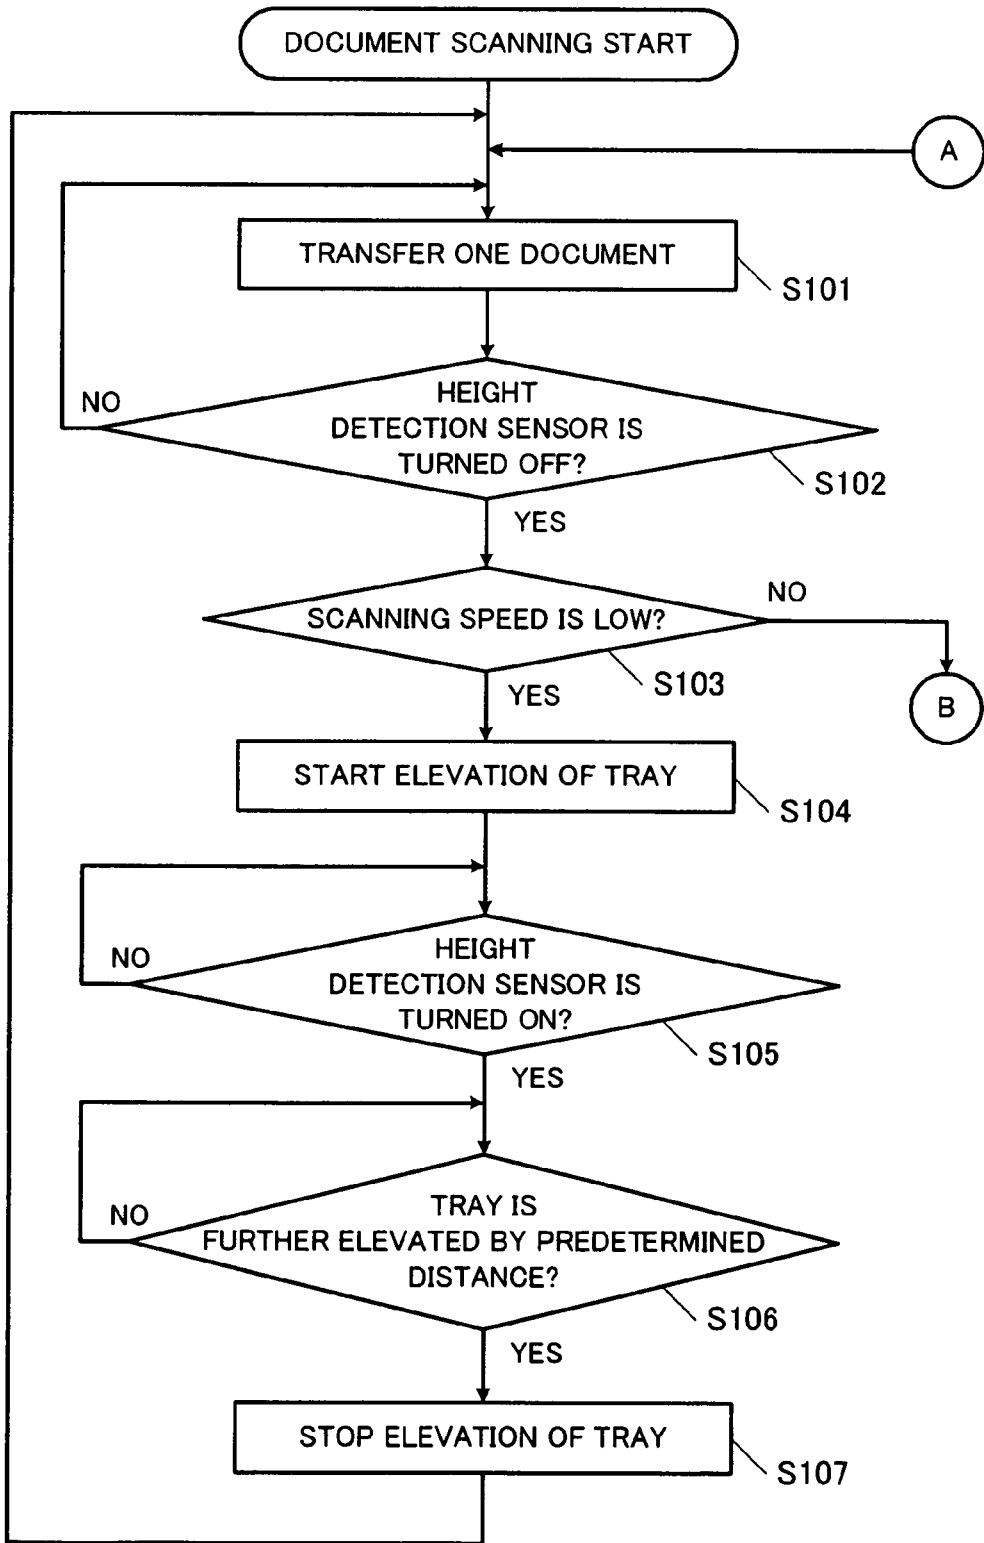 DOCUMENT SCANNING START
A
TRANSFER ONE DOCUMENT
S101
HEIGHT
DETECTION SENSOR IS
TURNED OFF?
NO
S102
YES
SCANNING SPEED IS LOW?
NO
S103
YES
B
START ELEVATION OF TRAY
S104
HEIGHT
DETECTION SENSOR IS
TURNED ON?
NO
S105
YES
TRAY IS
FURTHER ELEVATED BY PREDETERMINED
DISTANCE?
NO
S106
YES
STOP ELEVATION OF TRAY
S107